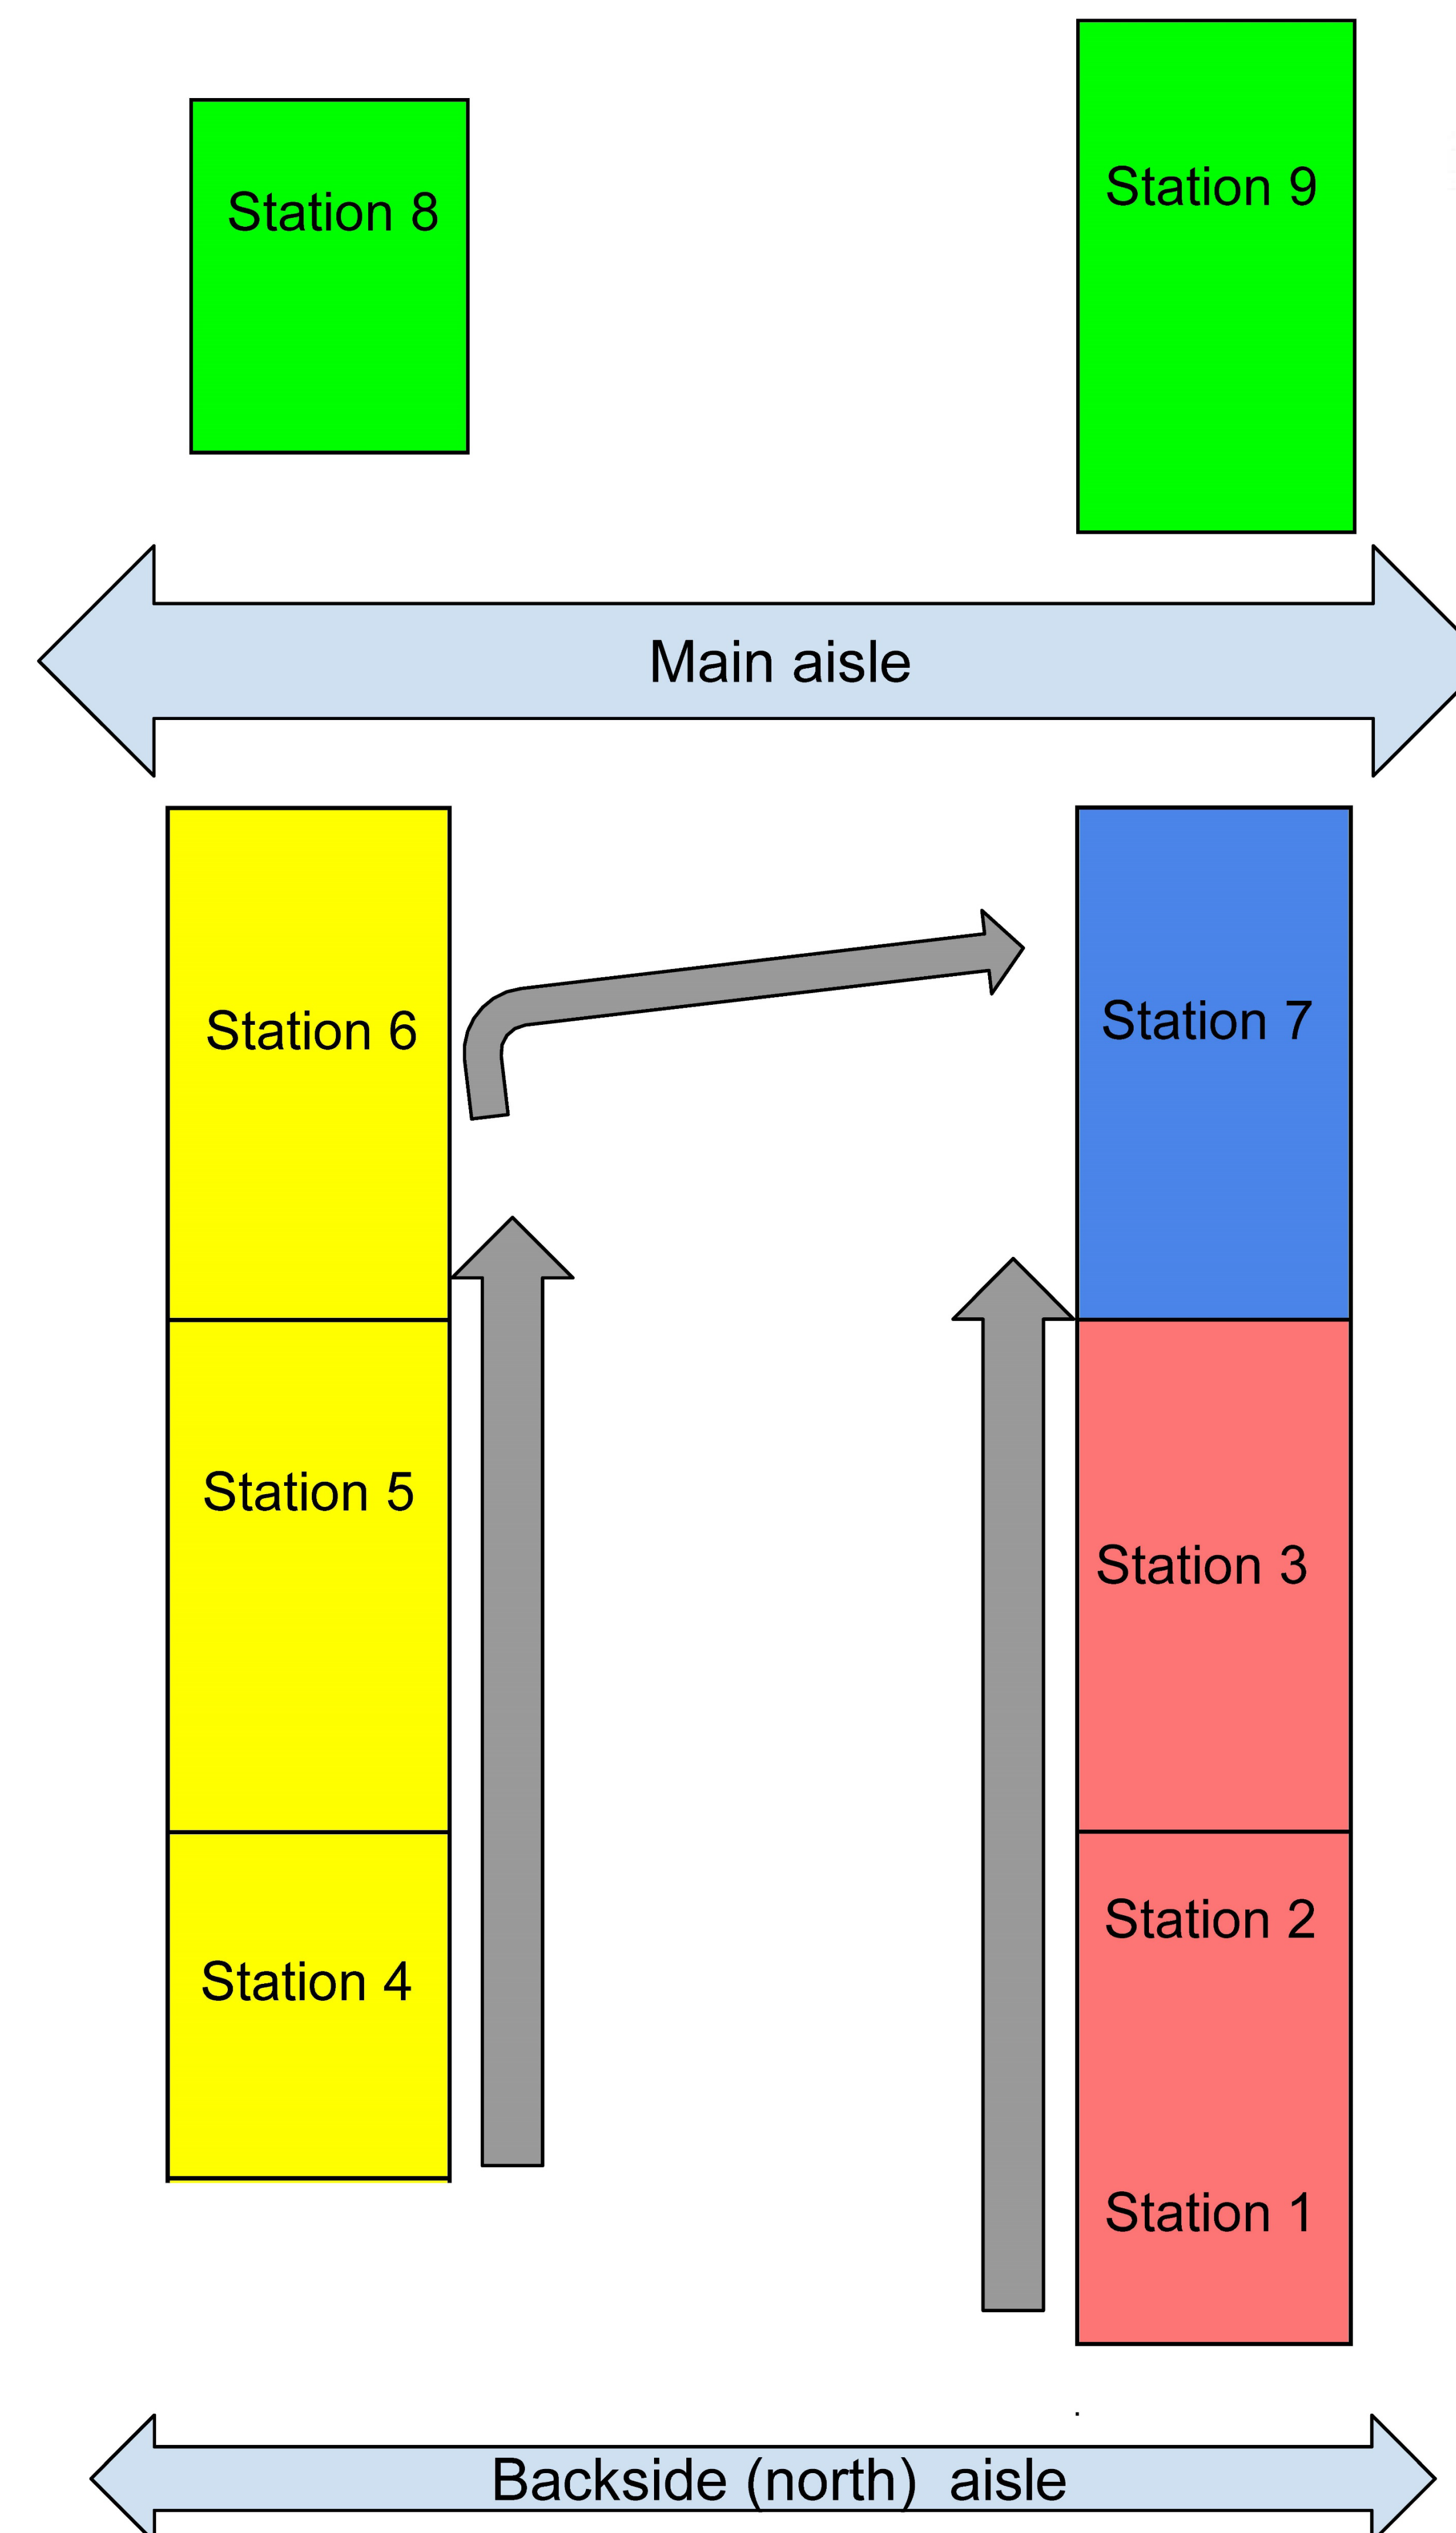 Station 8
Station 9
Main aisle
Station 6
Station 7
Station 5
Station 3
Station 2
Station 4
Station 1
Backside (north)  aisle